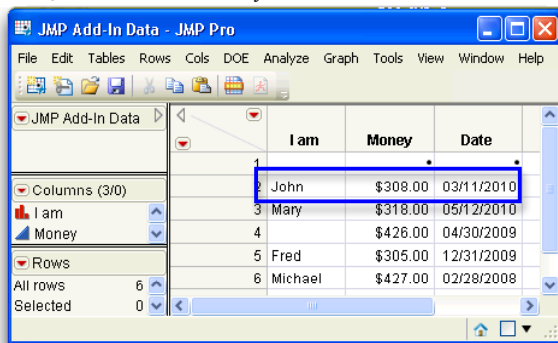 JMP Add-In Data - JMP Pro
File Edit Tables Rows Cols DOE Analyze Graph Tools View Window Help
JMP Add-In Data
I am Money Date
1 • •
Columns (3/0)
2 John $308.00 03/11/2010
I am
3 Mary $318.00 05/12/2010
Money
4 $426.00 04/30/2009
Rows
5 Fred $305.00 12/31/2009
All rows 6
6 Michael $427.00 02/28/2008
Selected 0